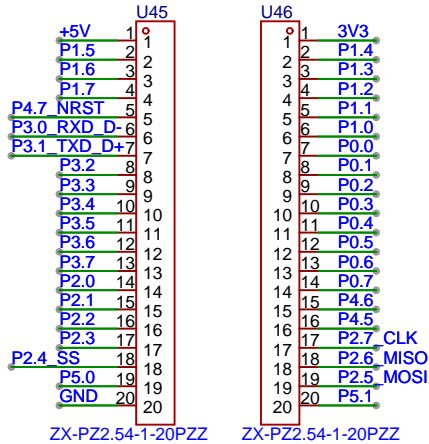 U45
+5V 1 1
P1.5 2 2
P1.6 3 3
P1.7 4 4
P4.7_NRST 5 5
P3.0_RXD_D- 6 6
P3.1_TXD_D+ 7 7
P3.2 8 8
P3.3 9 9
P3.4 10 10
P3.5 11 11
P3.6 12 12
P3.7 13 13
P2.0 14 14
P2.1 15 15
P2.2 16 16
P2.3 17 17
P2.4_SS 18 18
P5.0 19 19
GND 20 20
ZX-PZ2.54-1-20PZZ
U46
1 1 3V3
2 2 P1.4
3 3 P1.3
4 4 P1.2
5 5 P1.1
6 6 P1.0
7 7 P0.0
8 8 P0.1
9 9 P0.2
10 10 P0.3
11 11 P0.4
12 12 P0.5
13 13 P0.6
14 14 P0.7
15 15 P4.6
16 16 P4.5
17 17 P2.7_CLK
18 18 P2.6_MISO
19 19 P2.5_MOSI
20 20 P5.1
ZX-PZ2.54-1-20PZZ